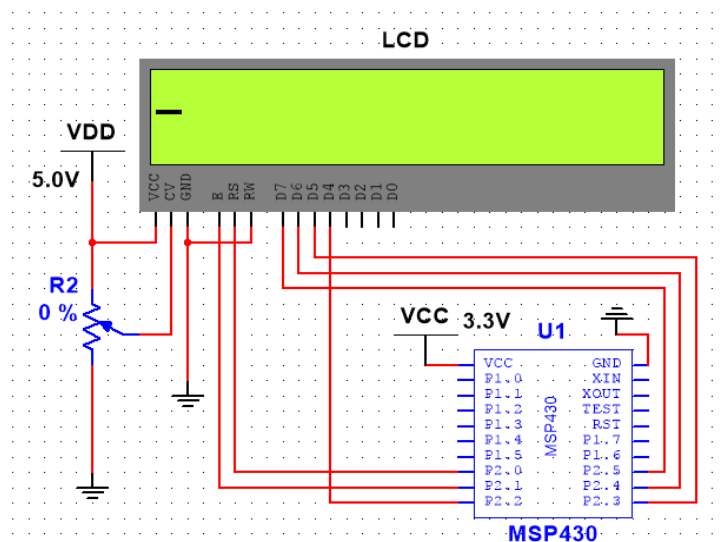 LCD
VDD
5.0V
VCC CV GND E RS RW D7 D6 D5 D4 D3 D2 D1 D0
R2
0 %
VCC 3.3V
U1
VCC GND
P1.0 XIN
P1.1 XOUT
P1.2 TEST
P1.3 RST
P1.4 P1.7
P1.5 P1.6
P2.0 P2.5
P2.1 P2.4
P2.2 P2.3
MSP430
MSP430